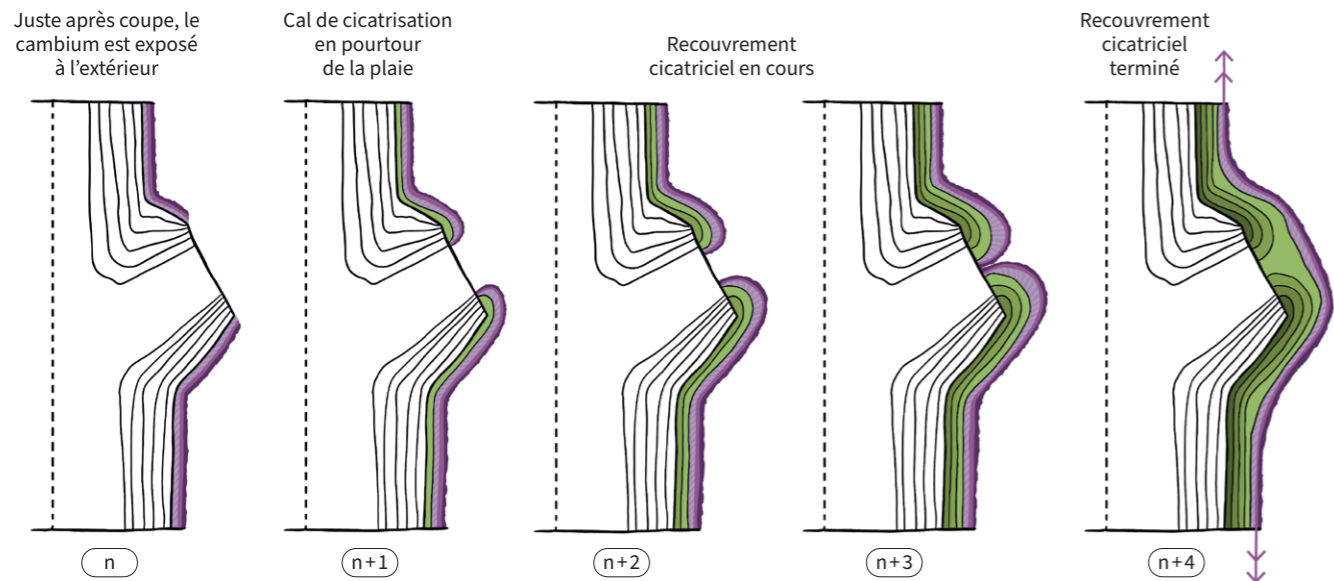 Juste après coupe, le
cambium est exposé
à l’extérieur
Cal de cicatrisation
en pourtour
de la plaie
Recouvrement
cicatriciel en cours
Recouvrement
cicatriciel
terminé
n
n+1
n+2
n+3
n+4